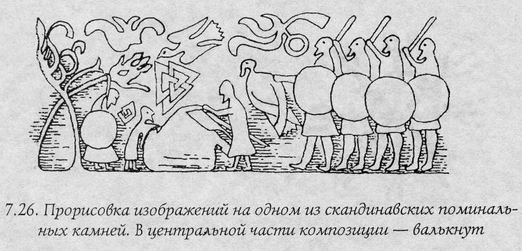 7.26. Прорисовка изображений на одном из скандинавских поминаль-
ных камней. В центральной части композиции — валькнут